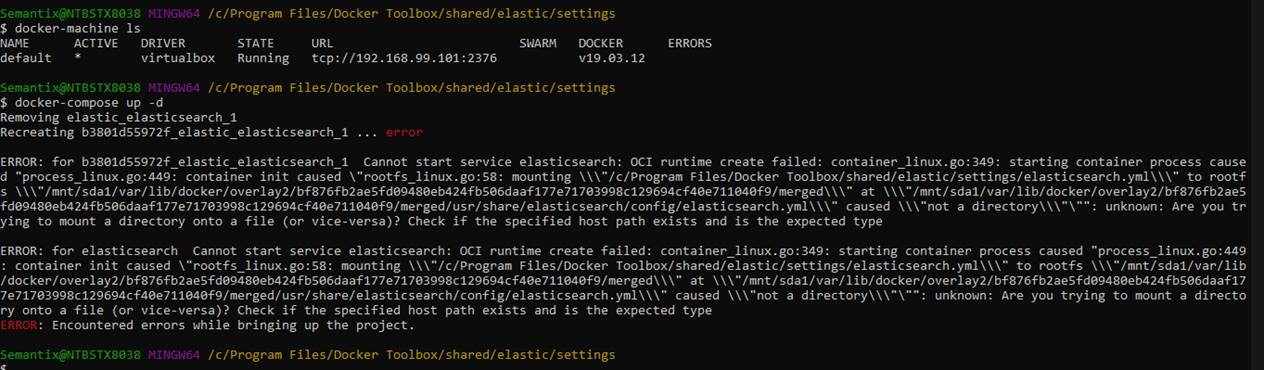 Semantix@NTBSTX8038 MINGW64 /c/Program Files/Docker Toolbox/shared/elastic/settings
$ docker-machine ls
NAME      ACTIVE   DRIVER       STATE     URL                         SWARM   DOCKER      ERRORS
default   *        virtualbox   Running   tcp://192.168.99.101:2376           v19.03.12
Semantix@NTBSTX8038 MINGW64 /c/Program Files/Docker Toolbox/shared/elastic/settings
$ docker-compose up -d
Removing elastic_elasticsearch_1
Recreating b3801d55972f_elastic_elasticsearch_1 ... error
ERROR: for b3801d55972f_elastic_elasticsearch_1  Cannot start service elasticsearch: OCI runtime create failed: container_linux.go:349: starting container process cause
d "process_linux.go:449: container init caused \"rootfs_linux.go:58: mounting \\\"/c/Program Files/Docker Toolbox/shared/elastic/settings/elasticsearch.yml\\\" to rootf
s \\\"/mnt/sda1/var/lib/docker/overlay2/bf876fb2ae5fd09480eb424fb506daaf177e71703998c129694cf40e711040f9/merged\\\" at \\\"/mnt/sda1/var/lib/docker/overlay2/bf876fb2ae5
fd09480eb424fb506daaf177e71703998c129694cf40e711040f9/merged/usr/share/elasticsearch/config/elasticsearch.yml\\\" caused \\\"not a directory\\\"\"": unknown: Are you tr
ying to mount a directory onto a file (or vice-versa)? Check if the specified host path exists and is the expected type
ERROR: for elasticsearch  Cannot start service elasticsearch: OCI runtime create failed: container_linux.go:349: starting container process caused "process_linux.go:449
: container init caused \"rootfs_linux.go:58: mounting \\\"/c/Program Files/Docker Toolbox/shared/elastic/settings/elasticsearch.yml\\\" to rootfs \\\"/mnt/sda1/var/lib
/docker/overlay2/bf876fb2ae5fd09480eb424fb506daaf177e71703998c129694cf40e711040f9/merged\\\" at \\\"/mnt/sda1/var/lib/docker/overlay2/bf876fb2ae5fd09480eb424fb506daaf17
7e71703998c129694cf40e711040f9/merged/usr/share/elasticsearch/config/elasticsearch.yml\\\" caused \\\"not a directory\\\"\"": unknown: Are you trying to mount a directo
ry onto a file (or vice-versa)? Check if the specified host path exists and is the expected type
ERROR: Encountered errors while bringing up the project.
Semantix@NTBSTX8038 MINGW64 /c/Program Files/Docker Toolbox/shared/elastic/settings
$